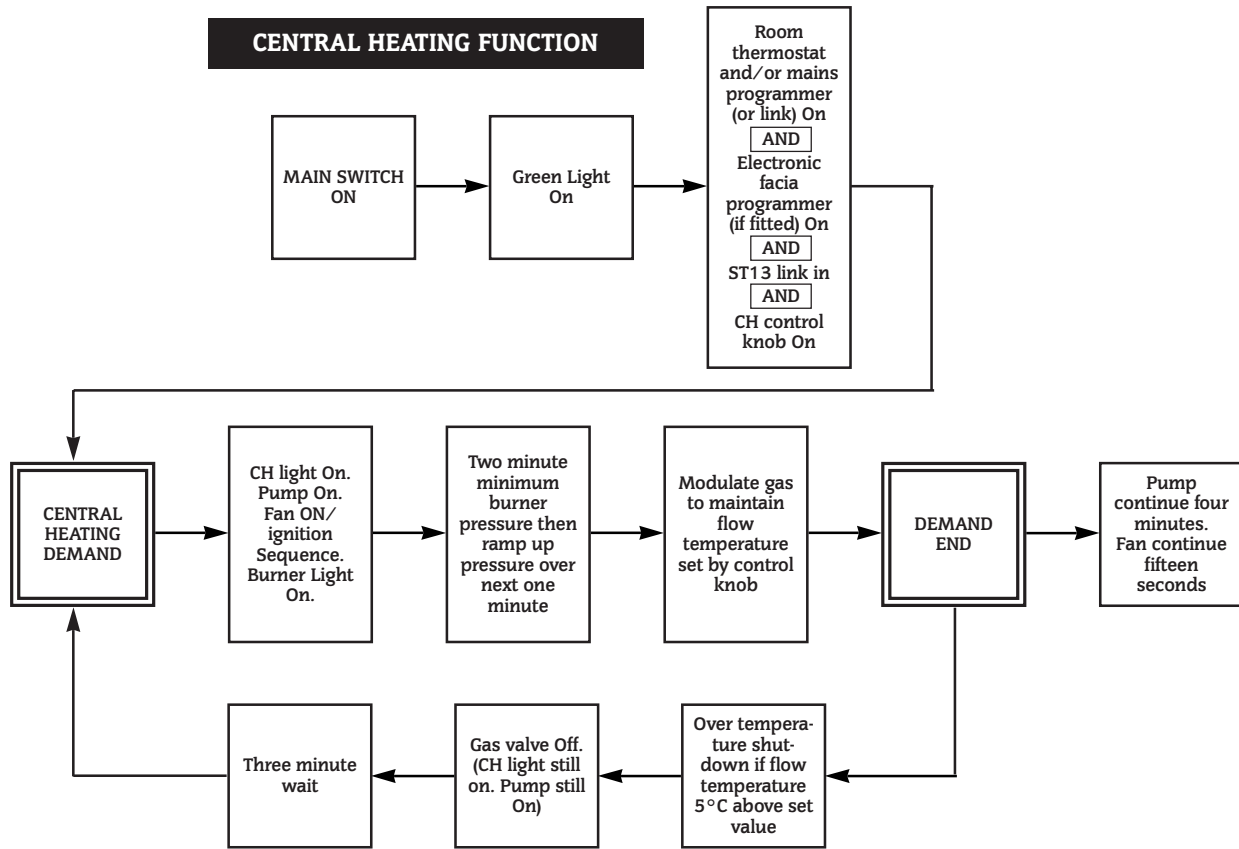 CENTRAL HEATING FUNCTION
MAIN SWITCH
ON
Green Light
On
Room
thermostat
and/or mains
programmer
(or link) On
AND
Electronic
facia
programmer
(if fitted) On
AND
ST13 link in
AND
CH control
knob On
CENTRAL
HEATING
DEMAND
CH light On.
Pump On.
Fan ON/
ignition
Sequence.
Burner Light
On.
Two minute
minimum
burner
pressure then
ramp up
pressure over
next one
minute
Modulate gas
to maintain
flow
temperature
set by control
knob
DEMAND
END
Pump
continue four
minutes.
Fan continue
fifteen
seconds
Three minute
wait
Gas valve Off.
(CH light still
on. Pump still
On)
Over tempera-
ture shut-
down if flow
temperature
5°C above set
value